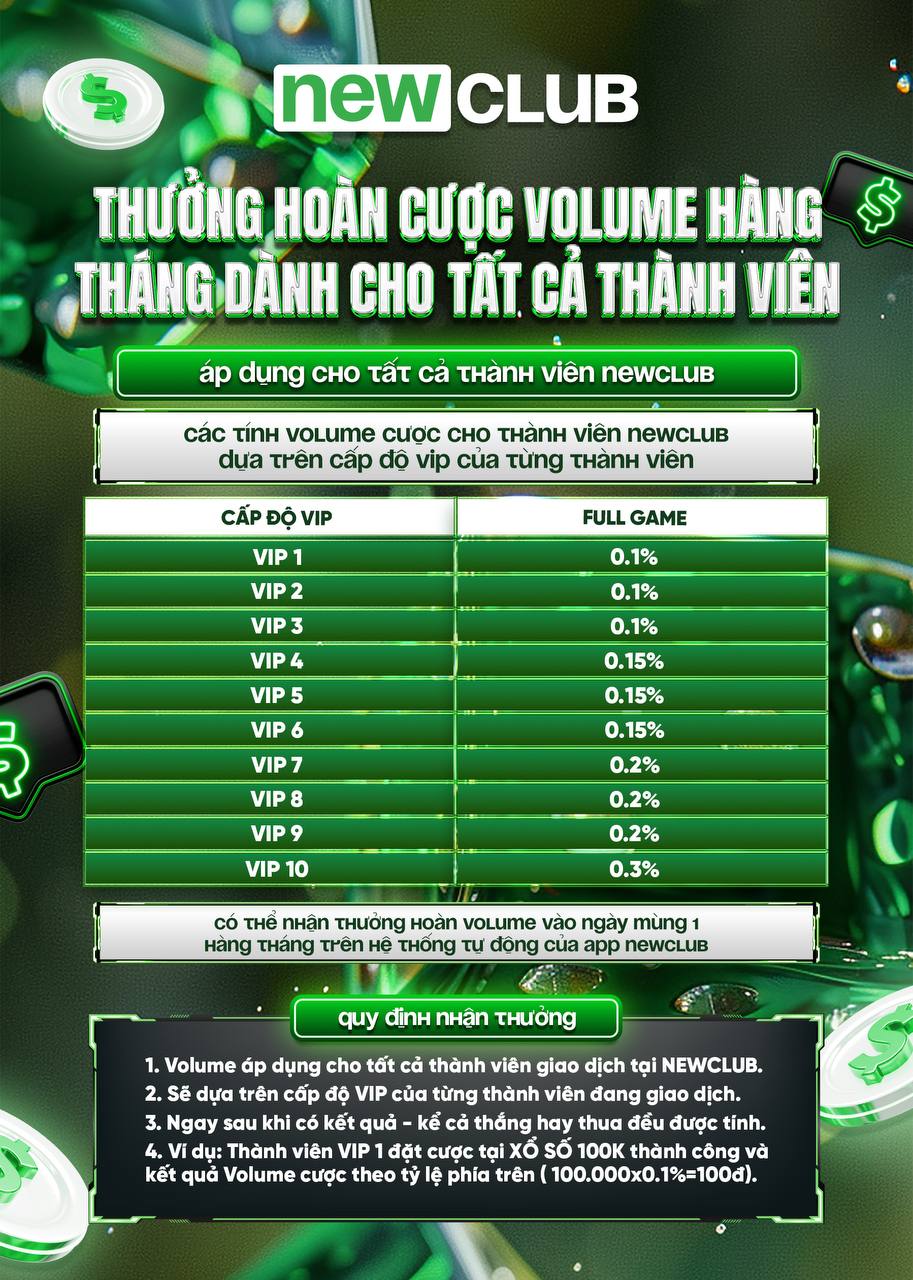 new CLUB
THƯỞNG HOÀN CƯỢC VOLUME HÀNG
THÁNG DÀNH CHO TẤT CẢ THÀNH VIÊN
áp dụng cho tất cả thành viên newclub
các tính volume cược cho thành viên newclub
dựa trên cấp độ vip của từng thành viên
CẤP ĐỘ VIP FULL GAME
VIP 1 0.1%
VIP 2 0.1%
VIP 3 0.1%
VIP 4 0.15%
VIP 5 0.15%
VIP 6 0.15%
VIP 7 0.2%
VIP 8 0.2%
VIP 9 0.2%
VIP 10 0.3%
có thể nhận thưởng hoàn volume vào ngày mùng 1
hàng tháng trên hệ thống tự động của app newclub
quy định nhận thưởng
1. Volume áp dụng cho tất cả thành viên giao dịch tại NEWCLUB.
2. Sẽ dựa trên cấp độ VIP của từng thành viên đang giao dịch.
3. Ngay sau khi có kết quả - kể cả thắng hay thua đều được tính.
4. Ví dụ: Thành viên VIP 1 đặt cược tại XỔ SỐ 100K thành công và
kết quả Volume cược theo tỷ lệ phía trên ( 100.000x0.1%=100đ).